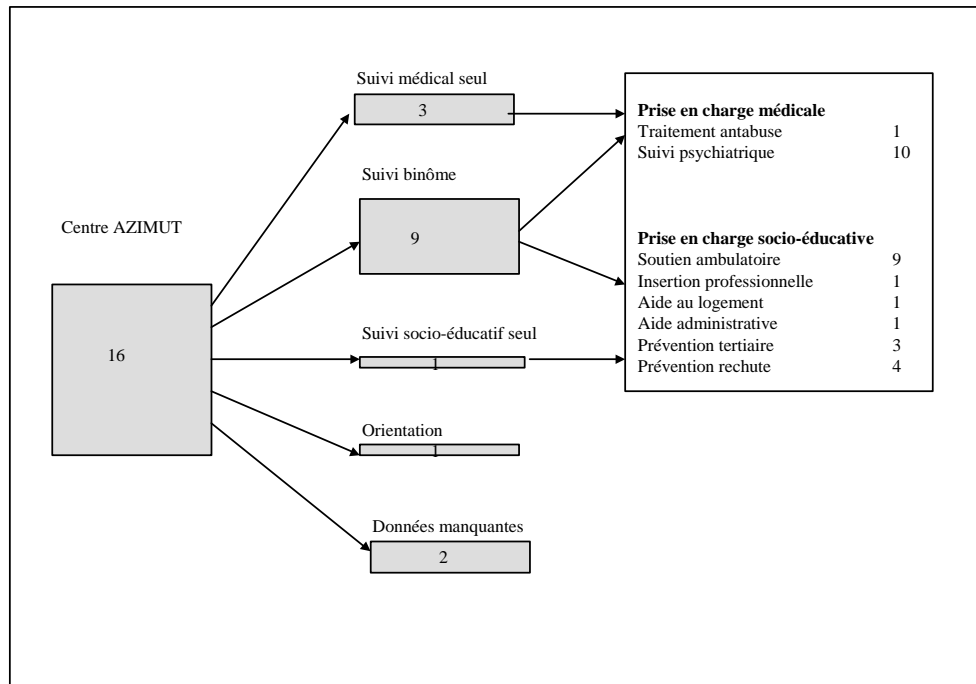 Centre AZIMUT
16
Suivi médical seul
3
Suivi binôme
9
Suivi socio-éducatif seul
1
Orientation
1
Données manquantes
2
Prise en charge médicale
Traitement antabuse 1
Suivi psychiatrique 10
Prise en charge socio-éducative
Soutien ambulatoire 9
Insertion professionnelle 1
Aide au logement 1
Aide administrative 1
Prévention tertiaire 3
Prévention rechute 4